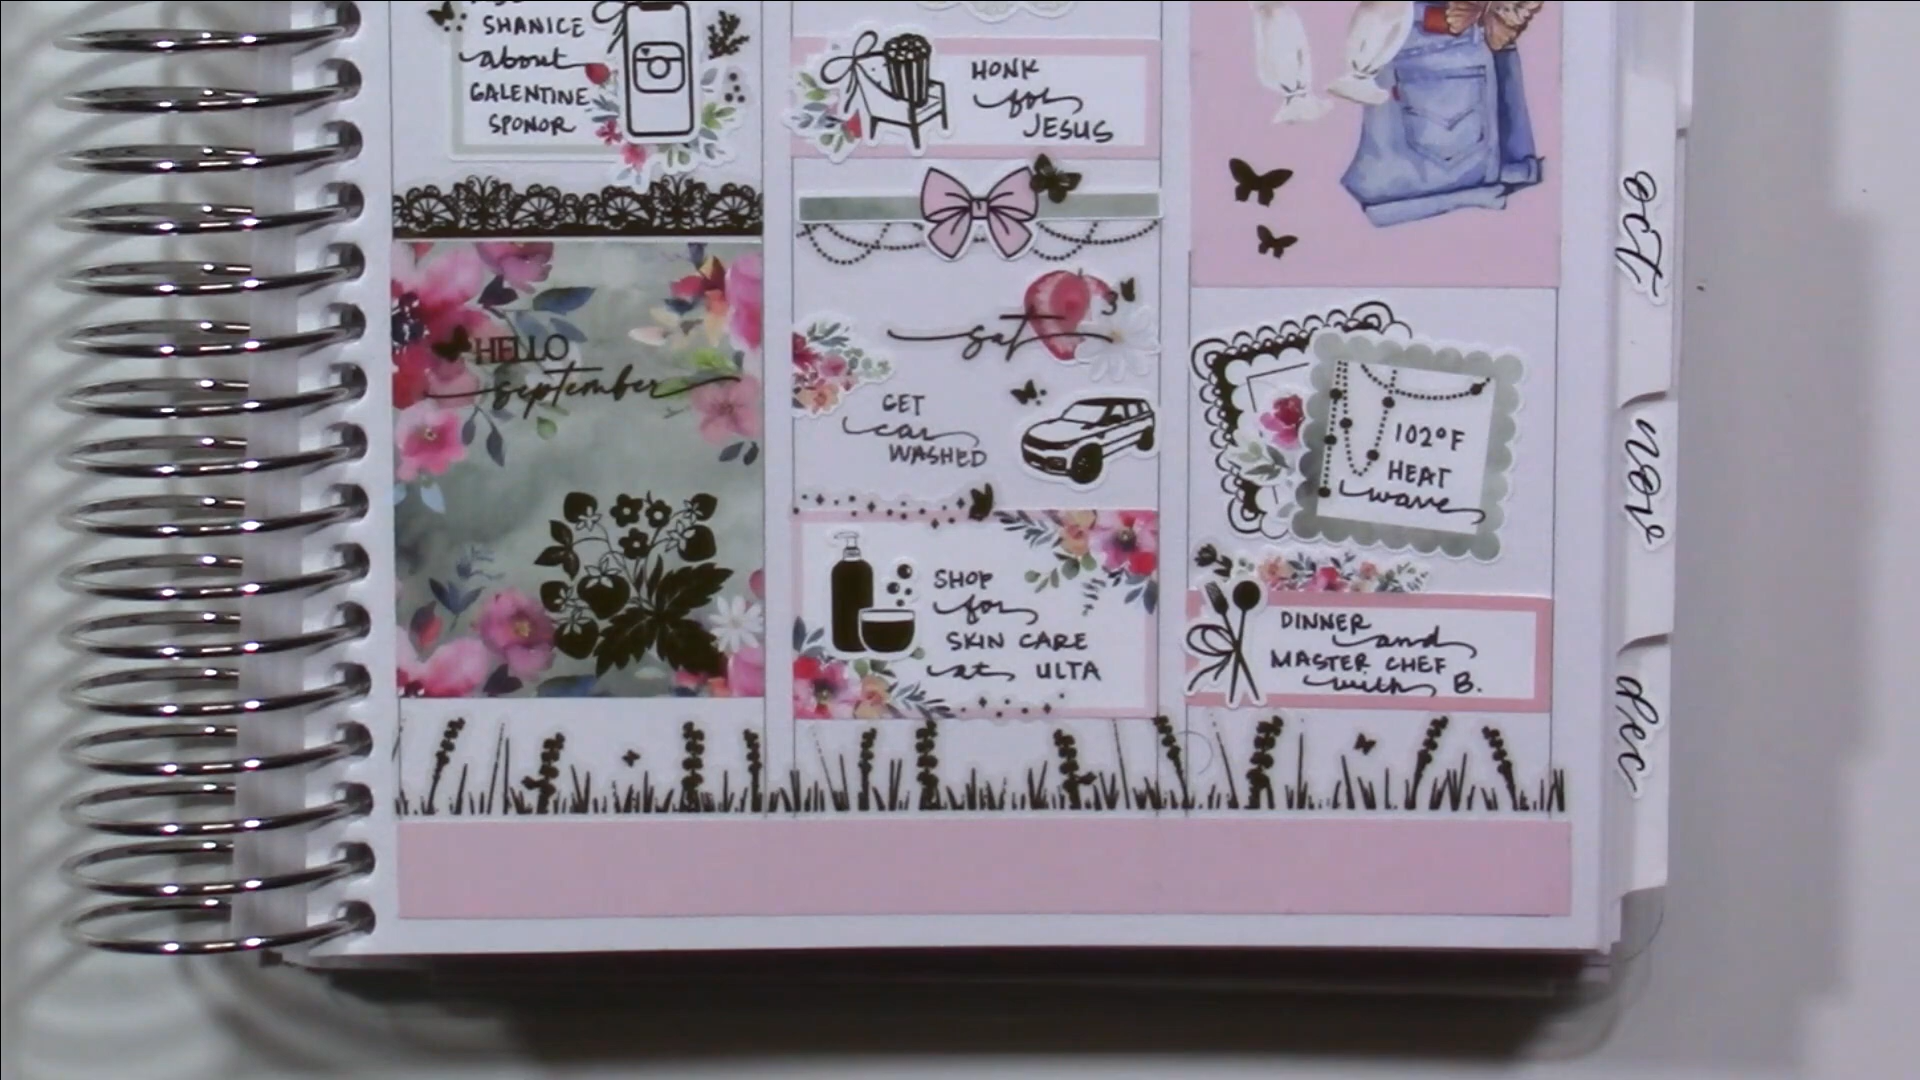 SHANICE
about
GALENTINE
SPONOR
HELLO
september
HONK
for
JESUS
sat 3
GET
car
WASHED
SHOP
for
SKIN CARE
at ULTA
102°F
HEAT
wave
DINNER
and
MASTER CHEF
with B.
oct
nov
dec